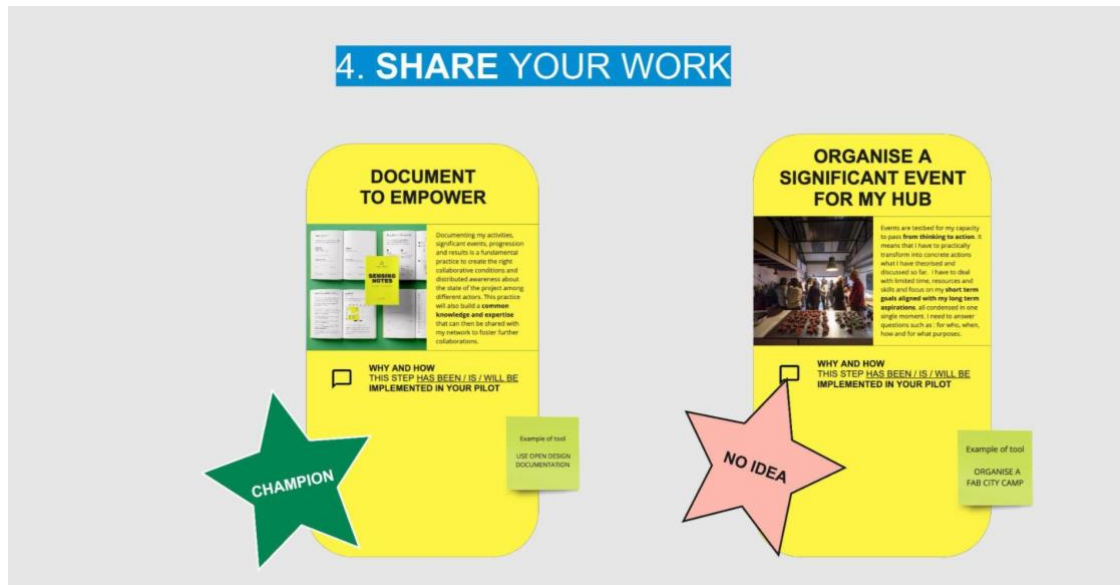 4. SHARE YOUR WORK
DOCUMENT
TO EMPOWER
SENSING
NOTES
Documenting my activities,
significant events, progression
and results is a fundamental
practice to create the right
collaborative conditions and
distributed awareness about
the state of the project among
different actors. This practice
will also build a common
knowledge and expertise
that can then be shared with
my network to foster further
collaborations.
WHY AND HOW
THIS STEP HAS BEEN / IS / WILL BE
IMPLEMENTED IN YOUR PILOT
CHAMPION
Example of tool
USE OPEN DESIGN
DOCUMENTATION
ORGANISE A
SIGNIFICANT EVENT
FOR MY HUB
Events are testbed for my capacity
to pass from thinking to action. It
means that I have to practically
transform into concrete actions
what I have theorised and
discussed so far. I have to deal
with limited time, resources and
skills and focus on my short term
goals aligned with my long term
aspirations, all condensed in one
single moment. I need to answer
questions such as : for who, when,
how and for what purposes.
WHY AND HOW
THIS STEP HAS BEEN / IS / WILL BE
IMPLEMENTED IN YOUR PILOT
NO IDEA
Example of tool
ORGANISE A
FAB CITY CAMP